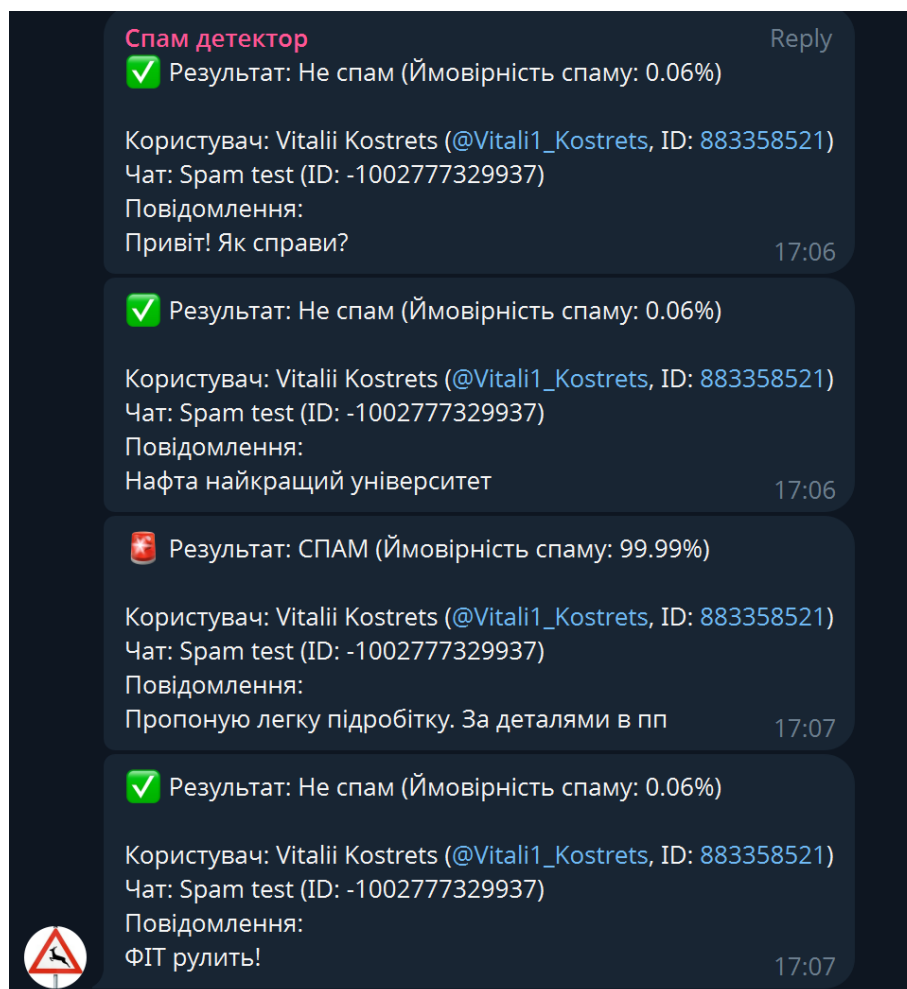 Спам детектор Reply
✅ Результат: Не спам (Ймовірність спаму: 0.06%)
Користувач: Vitalii Kostrets (@Vitali1_Kostrets, ID: 883358521)
Чат: Spam test (ID: -1002777329937)
Повідомлення:
Привіт! Як справи? 17:06
✅ Результат: Не спам (Ймовірність спаму: 0.06%)
Користувач: Vitalii Kostrets (@Vitali1_Kostrets, ID: 883358521)
Чат: Spam test (ID: -1002777329937)
Повідомлення:
Нафта найкращий університет 17:06
🚨 Результат: СПАМ (Ймовірність спаму: 99.99%)
Користувач: Vitalii Kostrets (@Vitali1_Kostrets, ID: 883358521)
Чат: Spam test (ID: -1002777329937)
Повідомлення:
Пропоную легку підробітку. За деталями в пп 17:07
✅ Результат: Не спам (Ймовірність спаму: 0.06%)
Користувач: Vitalii Kostrets (@Vitali1_Kostrets, ID: 883358521)
Чат: Spam test (ID: -1002777329937)
Повідомлення:
ФІТ рулить! 17:07